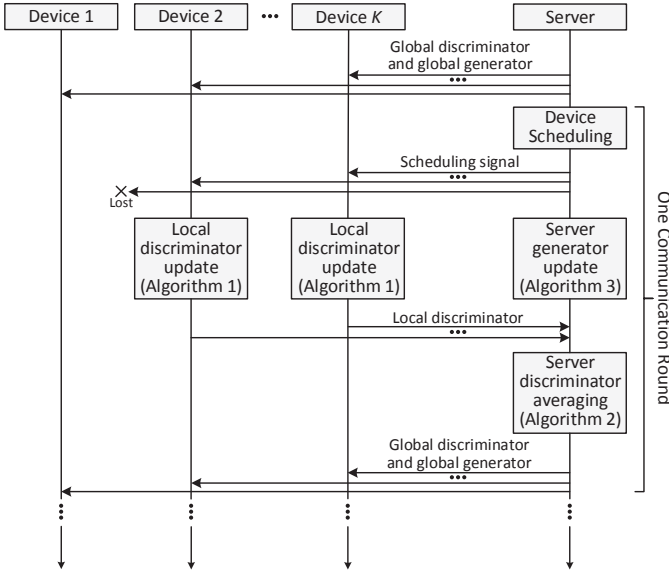 Device 1
Device 2
•••
Device K
Server
Global discriminator
and global generator
•••
Device
Scheduling
Scheduling signal
•••
Lost
Local
discriminator
update
(Algorithm 1)
Local
discriminator
update
(Algorithm 1)
Server
generator
update
(Algorithm 3)
Local discriminator
•••
Server
discriminator
averaging
(Algorithm 2)
Global discriminator
and global generator
•••
One Communication Round